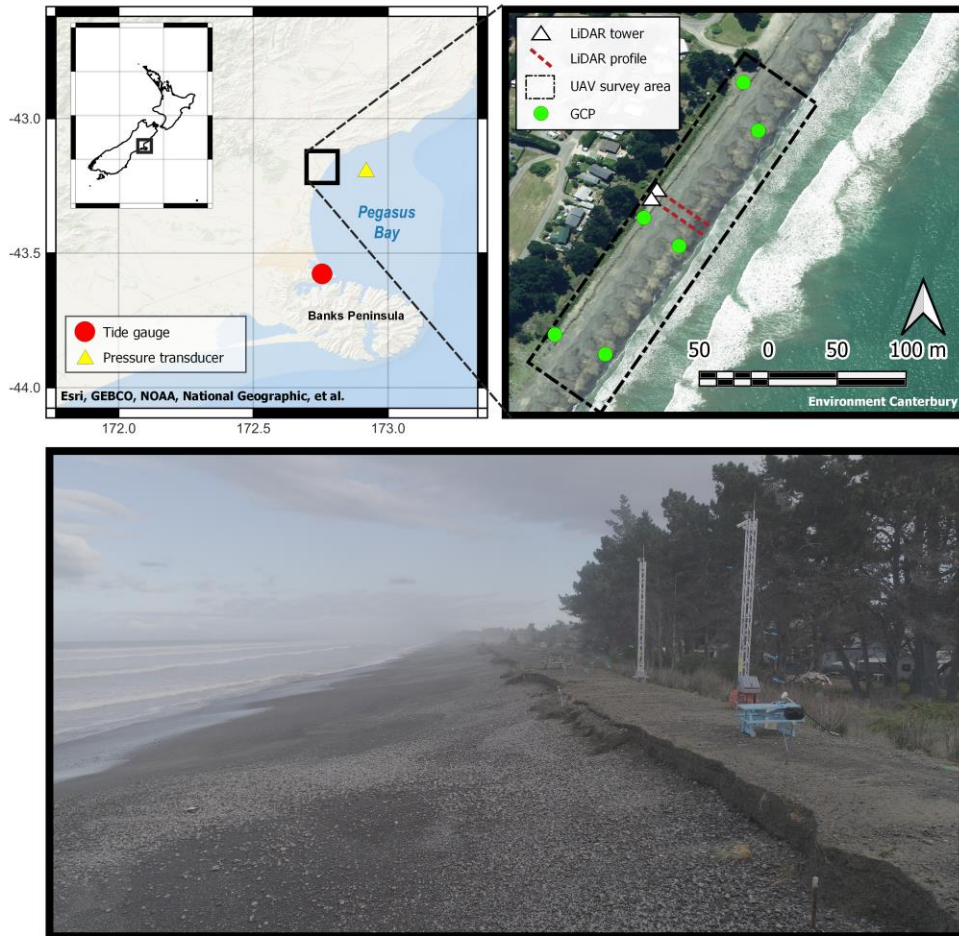 -43.0
-43.5
-44.0
Pegasus
Bay
Banks Peninsula
Tide gauge
Pressure transducer
Esri, GEBCO, NOAA, National Geographic, et al.
172.0
172.5
173.0
LiDAR tower
LiDAR profile
UAV survey area
GCP
50
0
50
100 m
Environment Canterbury